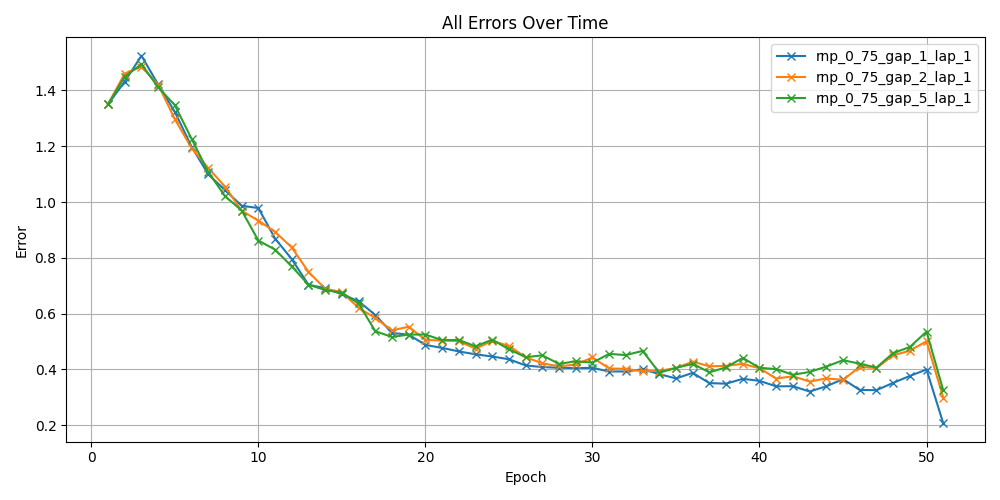 All Errors Over Time
rnp_0_75_gap_1_lap_1
rnp_0_75_gap_2_lap_1
rnp_0_75_gap_5_lap_1
Error
1.4
1.2
1.0
0.8
0.6
0.4
0.2
0 10 20 30 40 50
Epoch